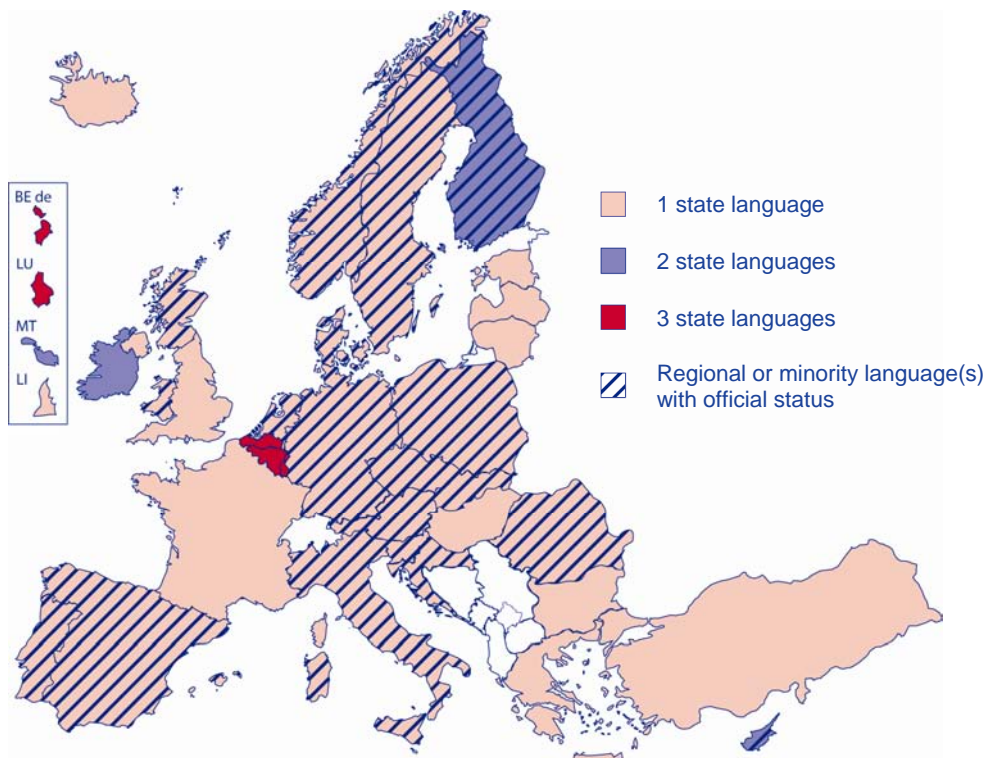 BE de
LU
MT
LI
1 state language
2 state languages
3 state languages
Regional or minority language(s)
with official status